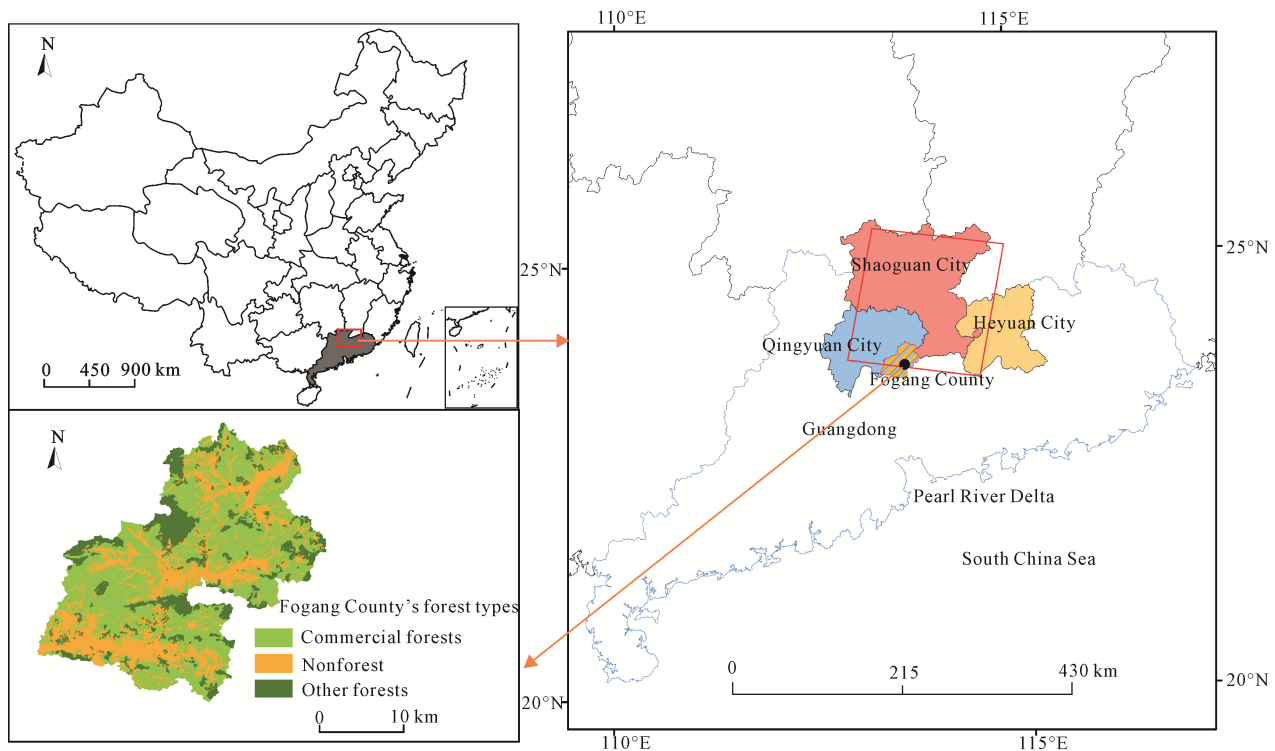 N
0 450 900 km
N
Fogang County's forest types
Commercial forests
Nonforest
Other forests
0 10 km
110°E 115°E
25°N 25°N
Shaoguan City
Heyuan City
Qingyuan City
Fogang County
Guangdong
Pearl River Delta
South China Sea
0 215 430 km
20°N 20°N
110°E 115°E